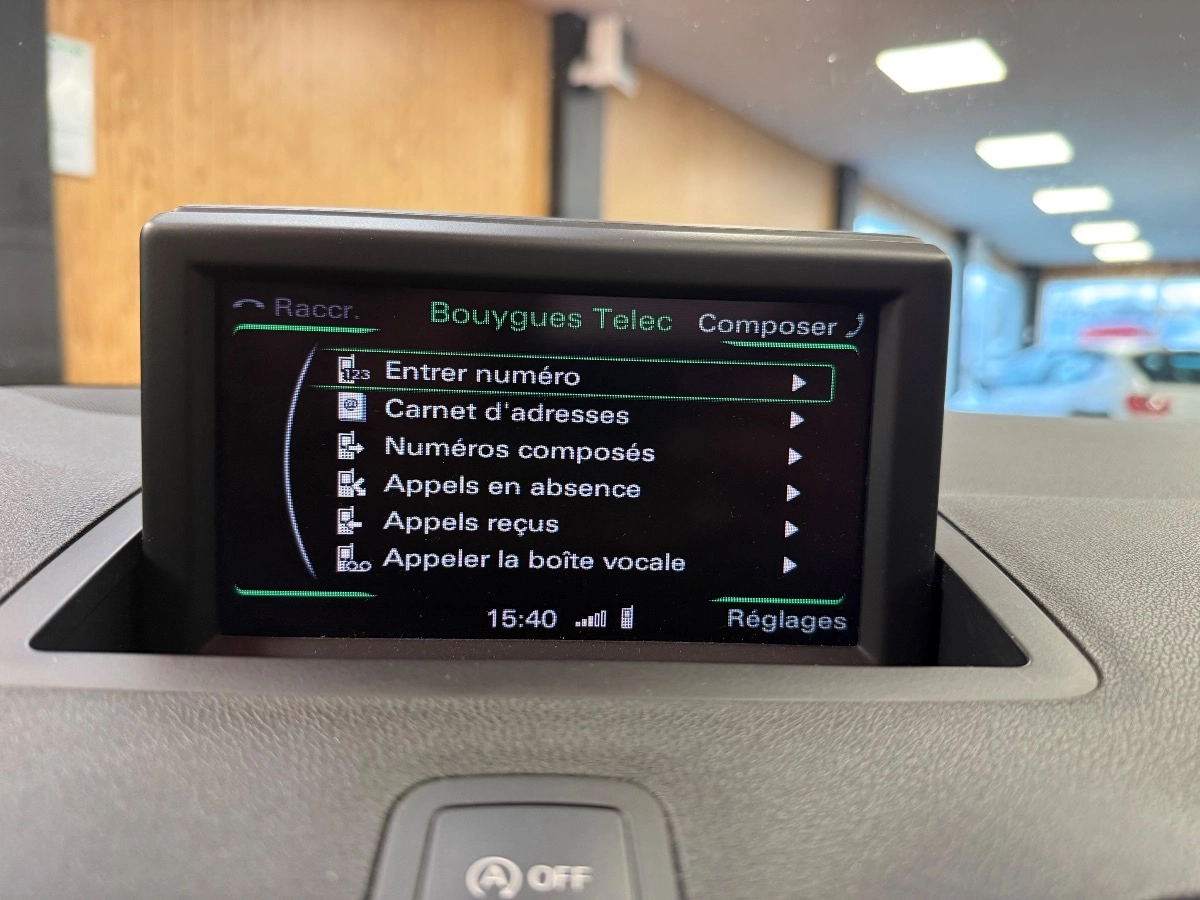 Raccr. Bouygues Telec Composer
123 Entrer numéro
Carnet d'adresses
Numéros composés
Appels en absence
Appels reçus
Appeler la boîte vocale
15:40 Réglages
A OFF